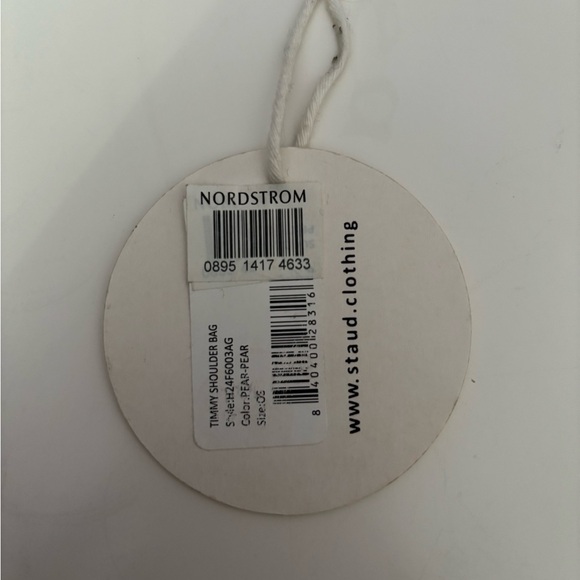 NORDSTROM
0895 1417 4633
TIMMY SHOULDER BAG
Style:H24F6003AG
Color:PEAR-PEAR
Size:OS
8 40400 28316
www.staud.clothing